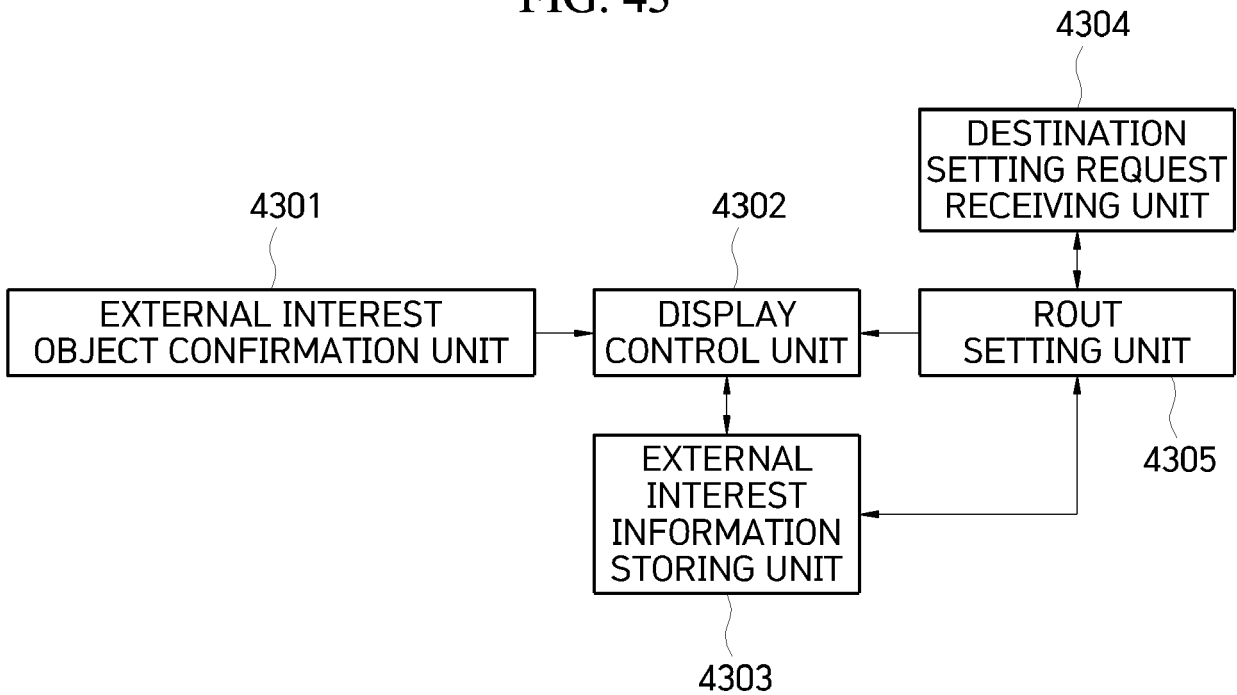 FIG. 43
4304
DESTINATION
SETTING REQUEST
RECEIVING UNIT
4301
4302
EXTERNAL INTEREST
OBJECT CONFIRMATION UNIT
DISPLAY
CONTROL UNIT
ROUT
SETTING UNIT
4305
EXTERNAL
INTEREST
INFORMATION
STORING UNIT
4303